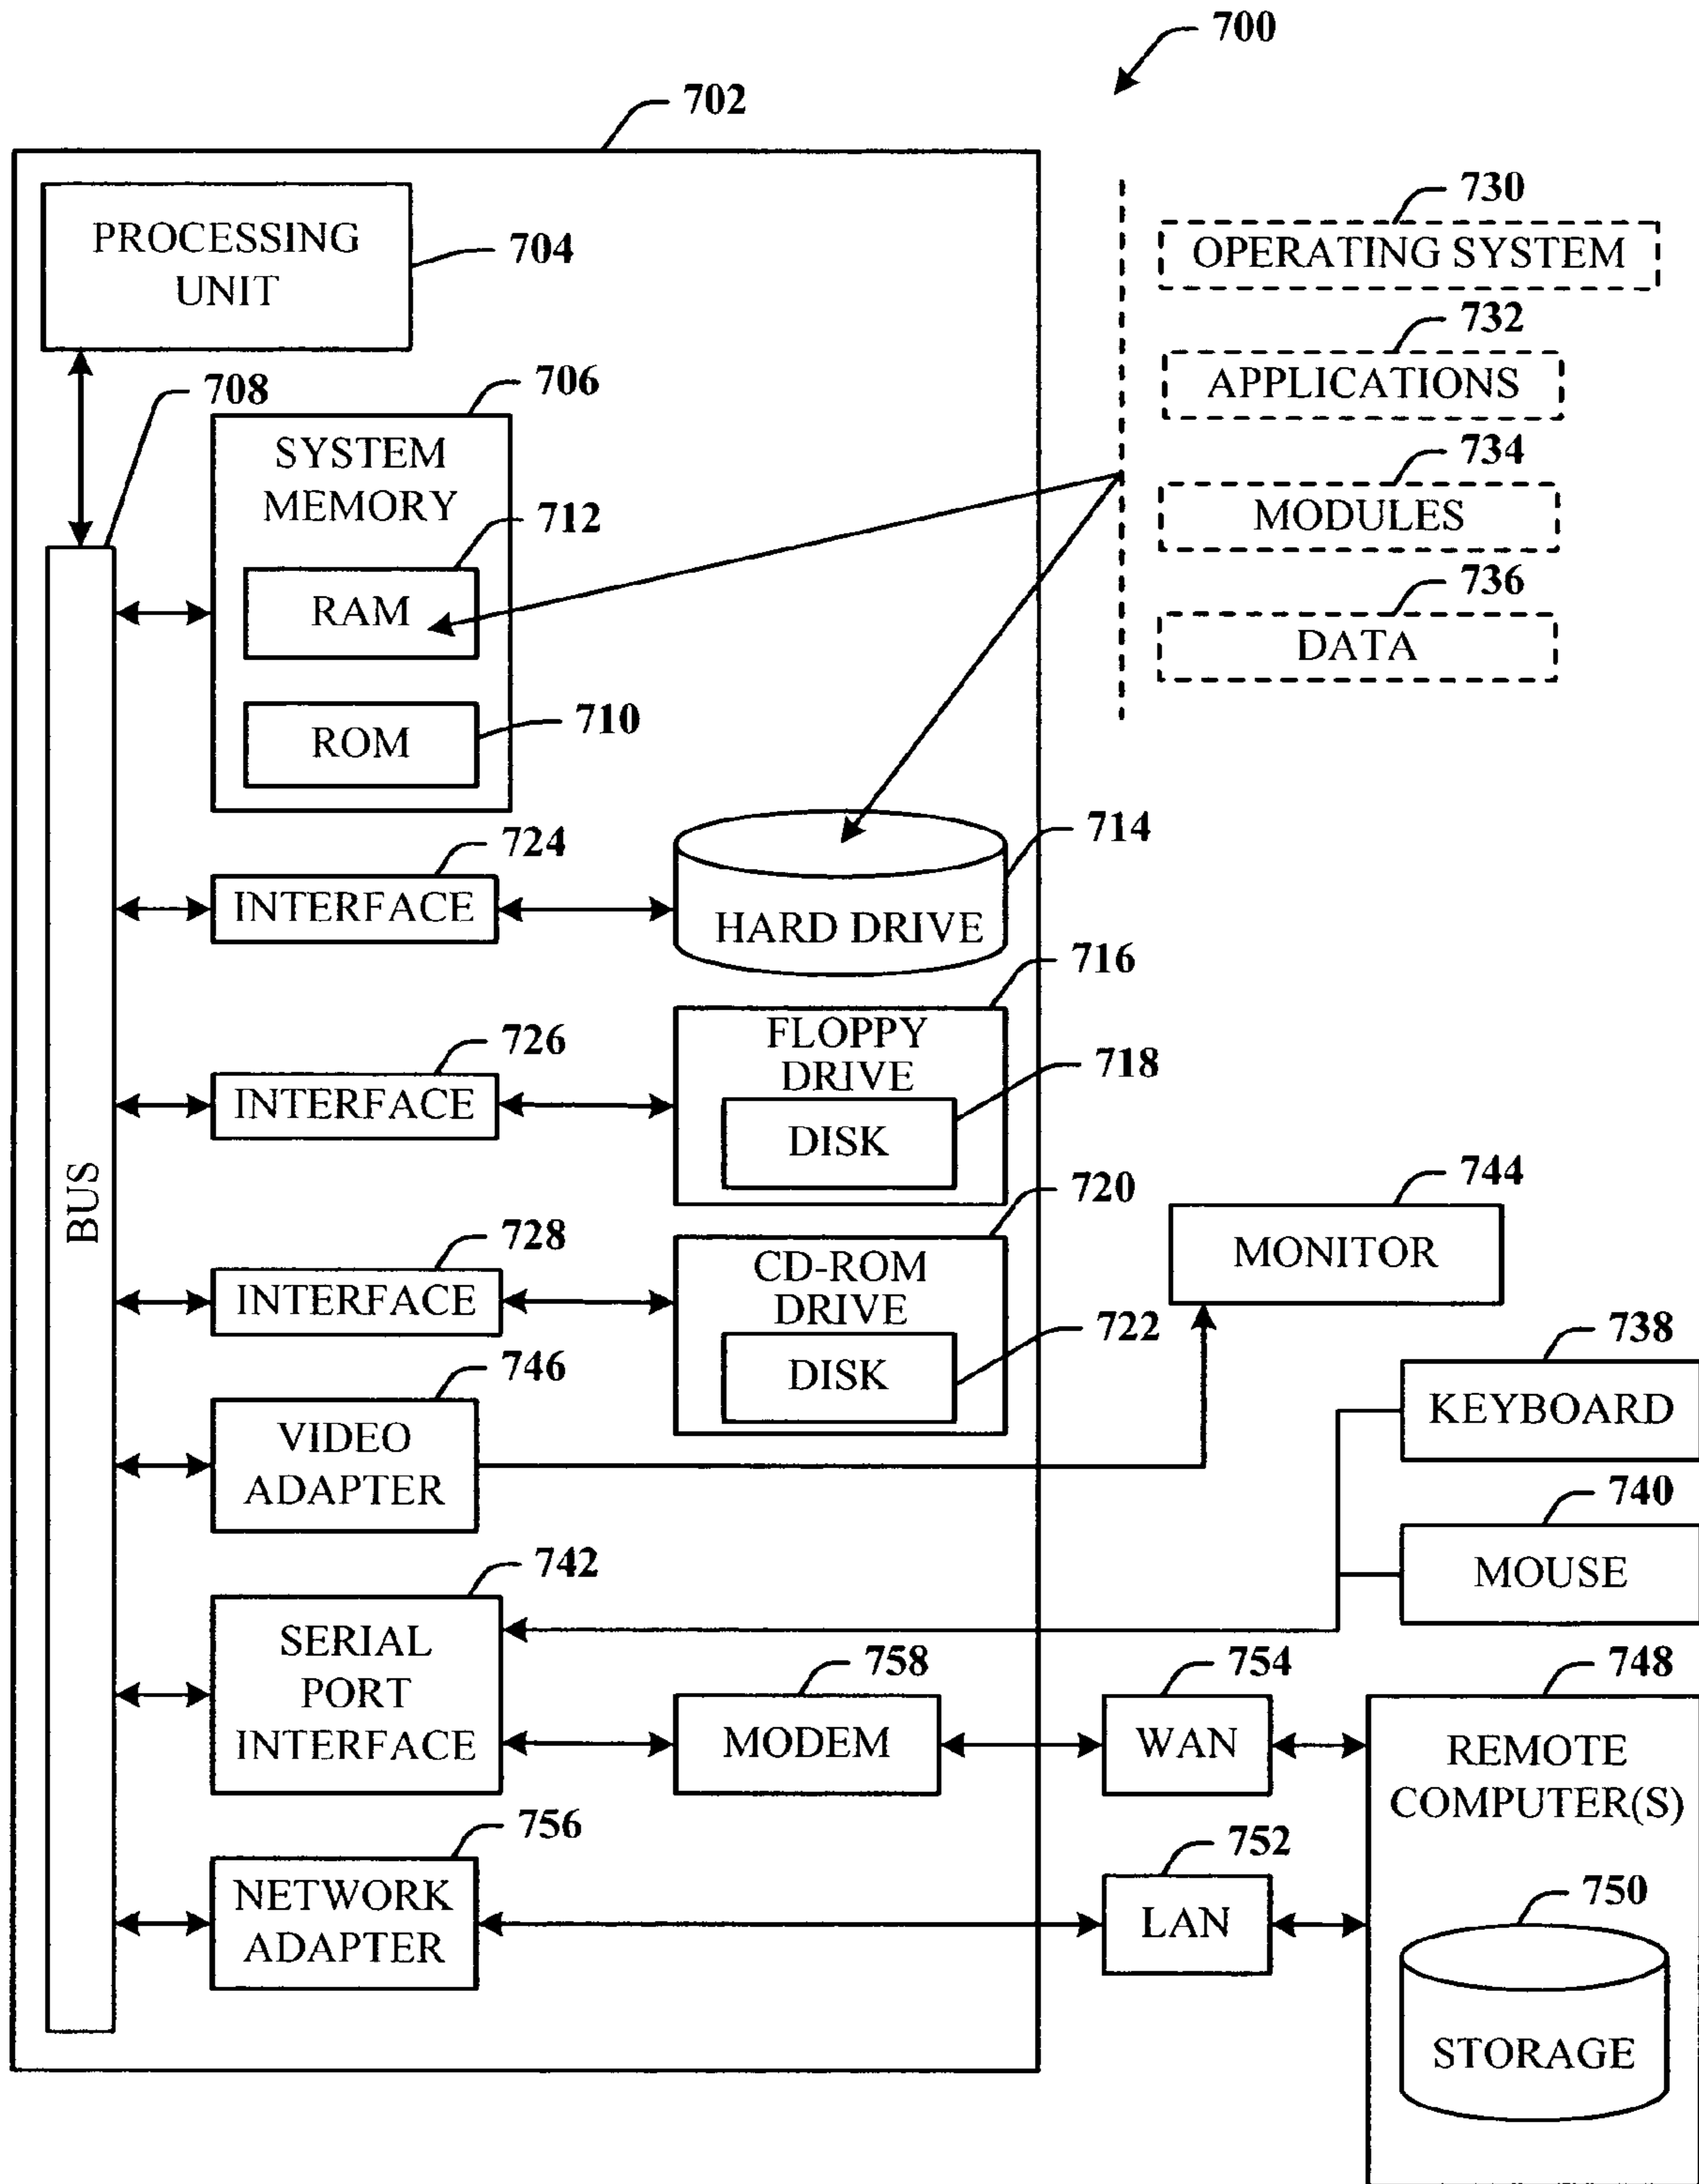 700
702
PROCESSING
UNIT
704
730
OPERATING SYSTEM
732
APPLICATIONS
734
MODULES
736
DATA
708
706
SYSTEM
MEMORY
712
RAM
710
ROM
BUS
724
INTERFACE
714
HARD DRIVE
726
INTERFACE
716
FLOPPY
DRIVE
718
DISK
728
INTERFACE
720
CD-ROM
DRIVE
722
DISK
744
MONITOR
746
VIDEO
ADAPTER
738
KEYBOARD
740
MOUSE
742
SERIAL
PORT
INTERFACE
758
MODEM
754
WAN
748
REMOTE
COMPUTER(S)
756
NETWORK
ADAPTER
752
LAN
750
STORAGE